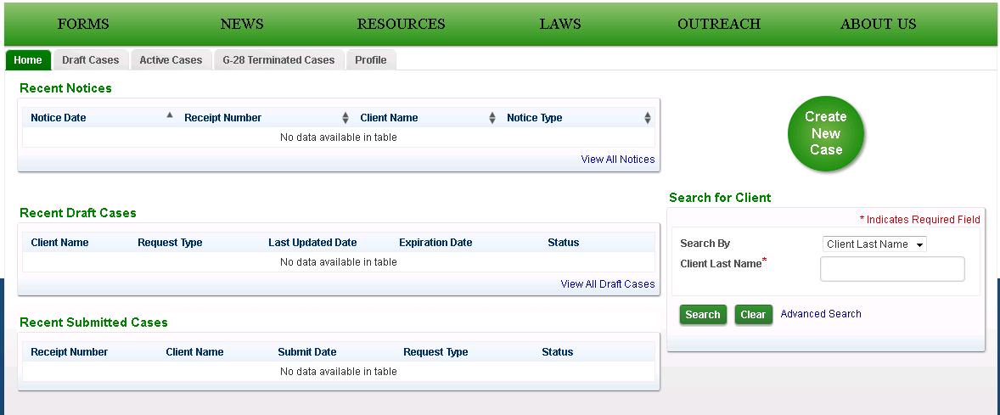 FORMS NEWS RESOURCES LAWS OUTREACH ABOUT US
Home Draft Cases Active Cases G-28 Terminated Cases Profile
Recent Notices
Notice Date Receipt Number Client Name Notice Type
No data available in table
View All Notices
Create
New
Case
Recent Draft Cases
Client Name Request Type Last Updated Date Expiration Date Status
No data available in table
View All Draft Cases
Recent Submitted Cases
Receipt Number Client Name Submit Date Request Type Status
No data available in table
Search for Client
* Indicates Required Field
Search By Client Last Name
Client Last Name*
Search Clear Advanced Search